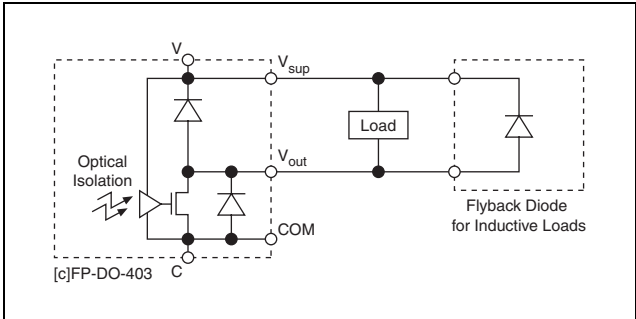 V
Vsup
Load
Vout
Optical
Isolation
Flyback Diode
for Inductive Loads
COM
[c]FP-DO-403
C